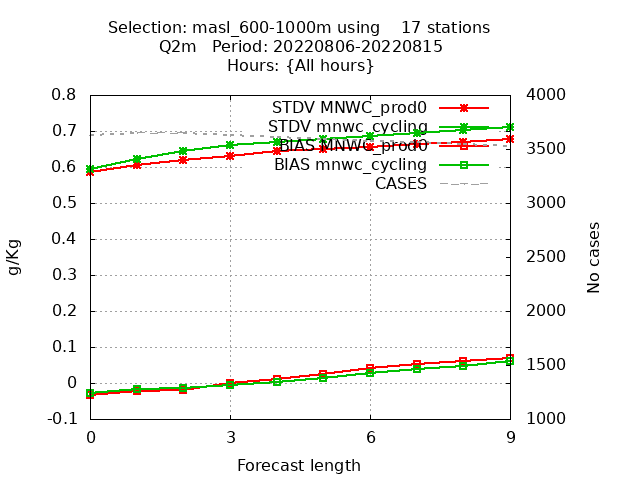 Selection: masl_600-1000m using    17 stations
Q2m   Period: 20220806-20220815
Hours: {All hours}
STDV MNWC_prod0
STDV mnwc_cycling
BIAS MNWC_prod0
BIAS mnwc_cycling
CASES
0.8
0.7
0.6
0.5
0.4
0.3
0.2
0.1
0
-0.1
g/Kg
4000
3500
3000
2500
2000
1500
1000
No cases
0 3 6 9
Forecast length